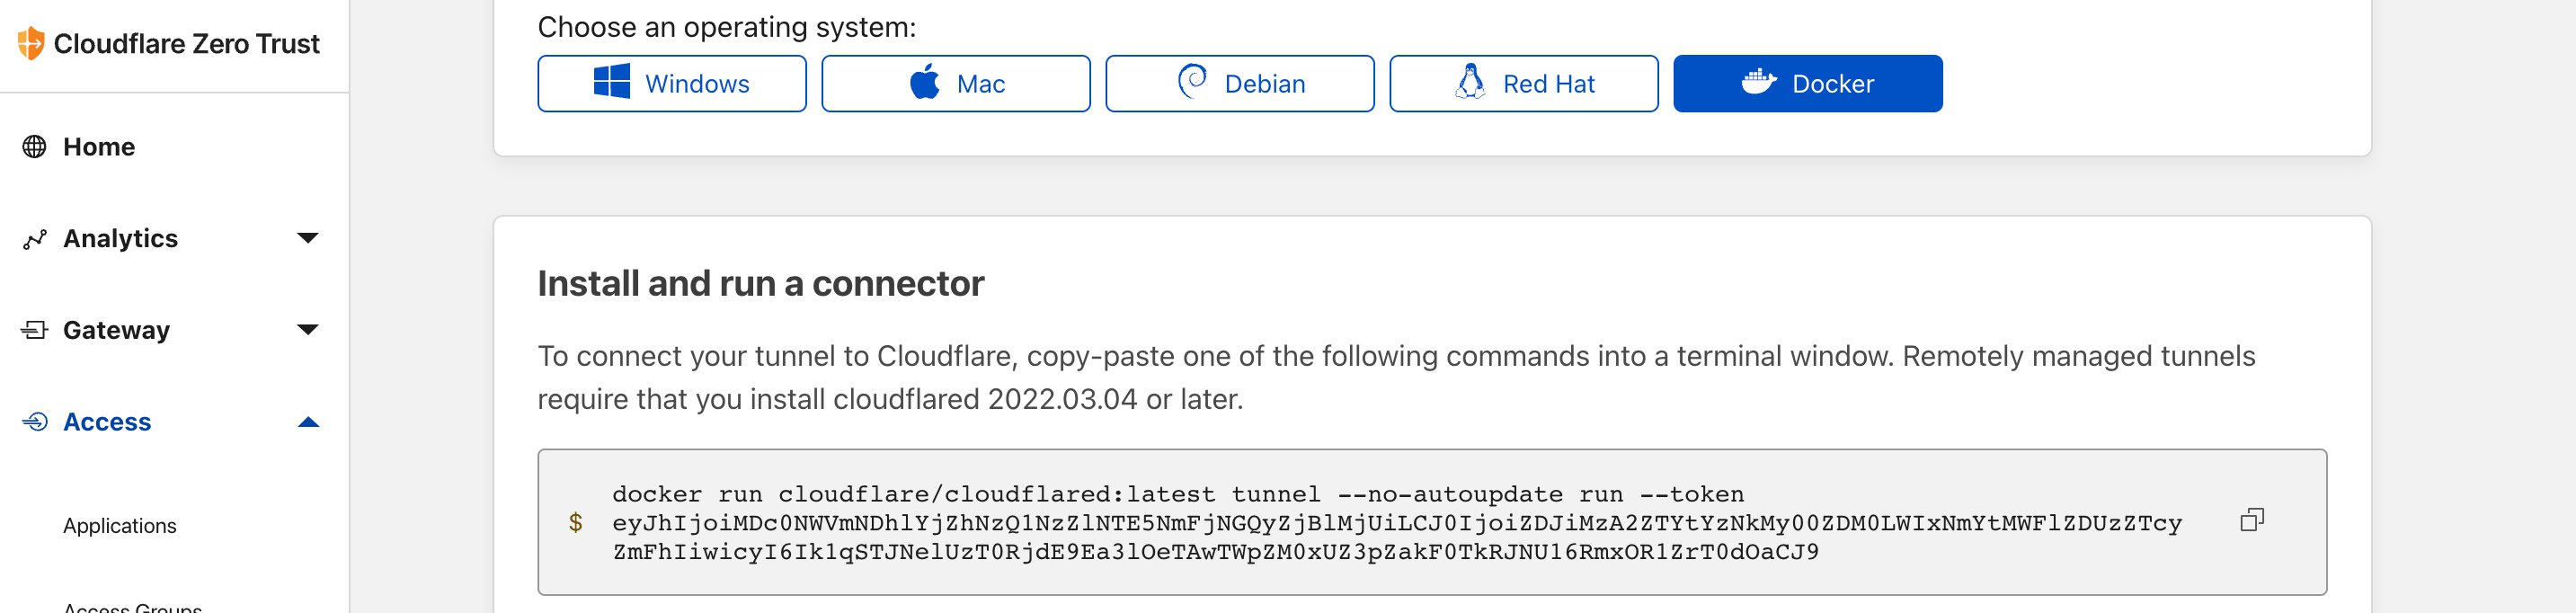 Cloudflare Zero Trust
Home
Analytics
Gateway
Access
Applications
Access Groups
Choose an operating system:
Windows
Mac
Debian
Red Hat
Docker
Install and run a connector
To connect your tunnel to Cloudflare, copy-paste one of the following commands into a terminal window. Remotely managed tunnels
require that you install cloudflared 2022.03.04 or later.
$
docker run cloudflare/cloudflared:latest tunnel --no-autoupdate run --token
eyJhIjoiMDc0NWVmNDhlYjZhNzQ1NzZlNTE5NmFjNGQyZjBlMjUiLCJ0IjoiZDJiMzA2ZTYtYzNkMy00ZDM0LWIxNmYtMWFlZDUzZTcy
ZmFhIiwicyI6Ik1qSTJNelUzT0RjdE9Ea3lOeTAwTWpZM0xUZ3pZakF0TkRJNU16RmxOR1ZrT0dOaCJ9